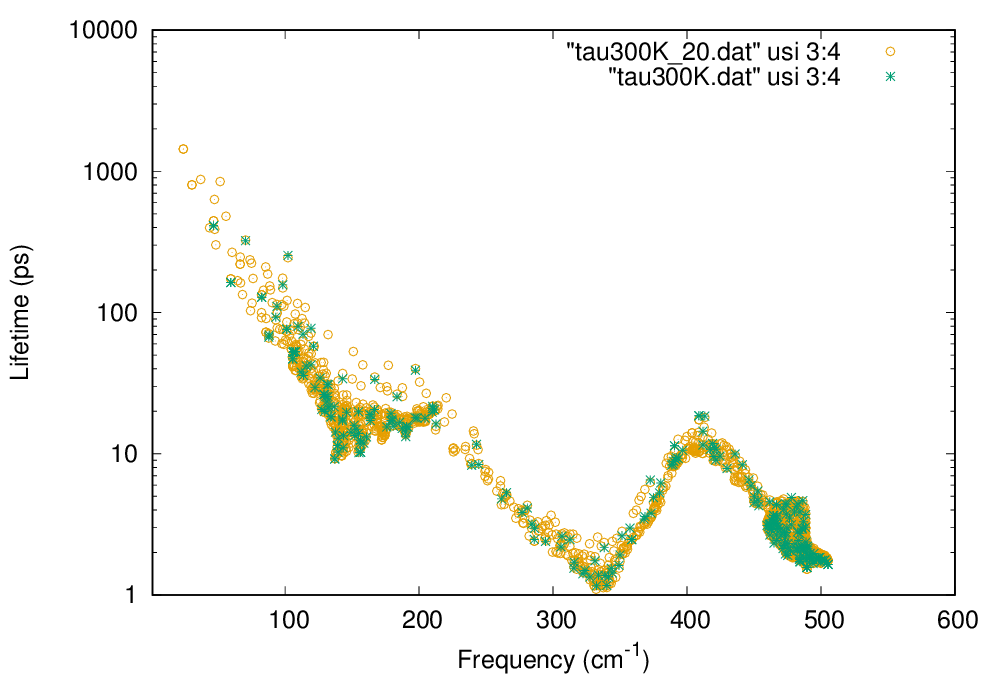 "tau300K_20.dat" usi 3:4
"tau300K.dat" usi 3:4
10000
1000
100
10
1
Lifetime (ps)
100 200 300 400 500 600
Frequency (cm-1)